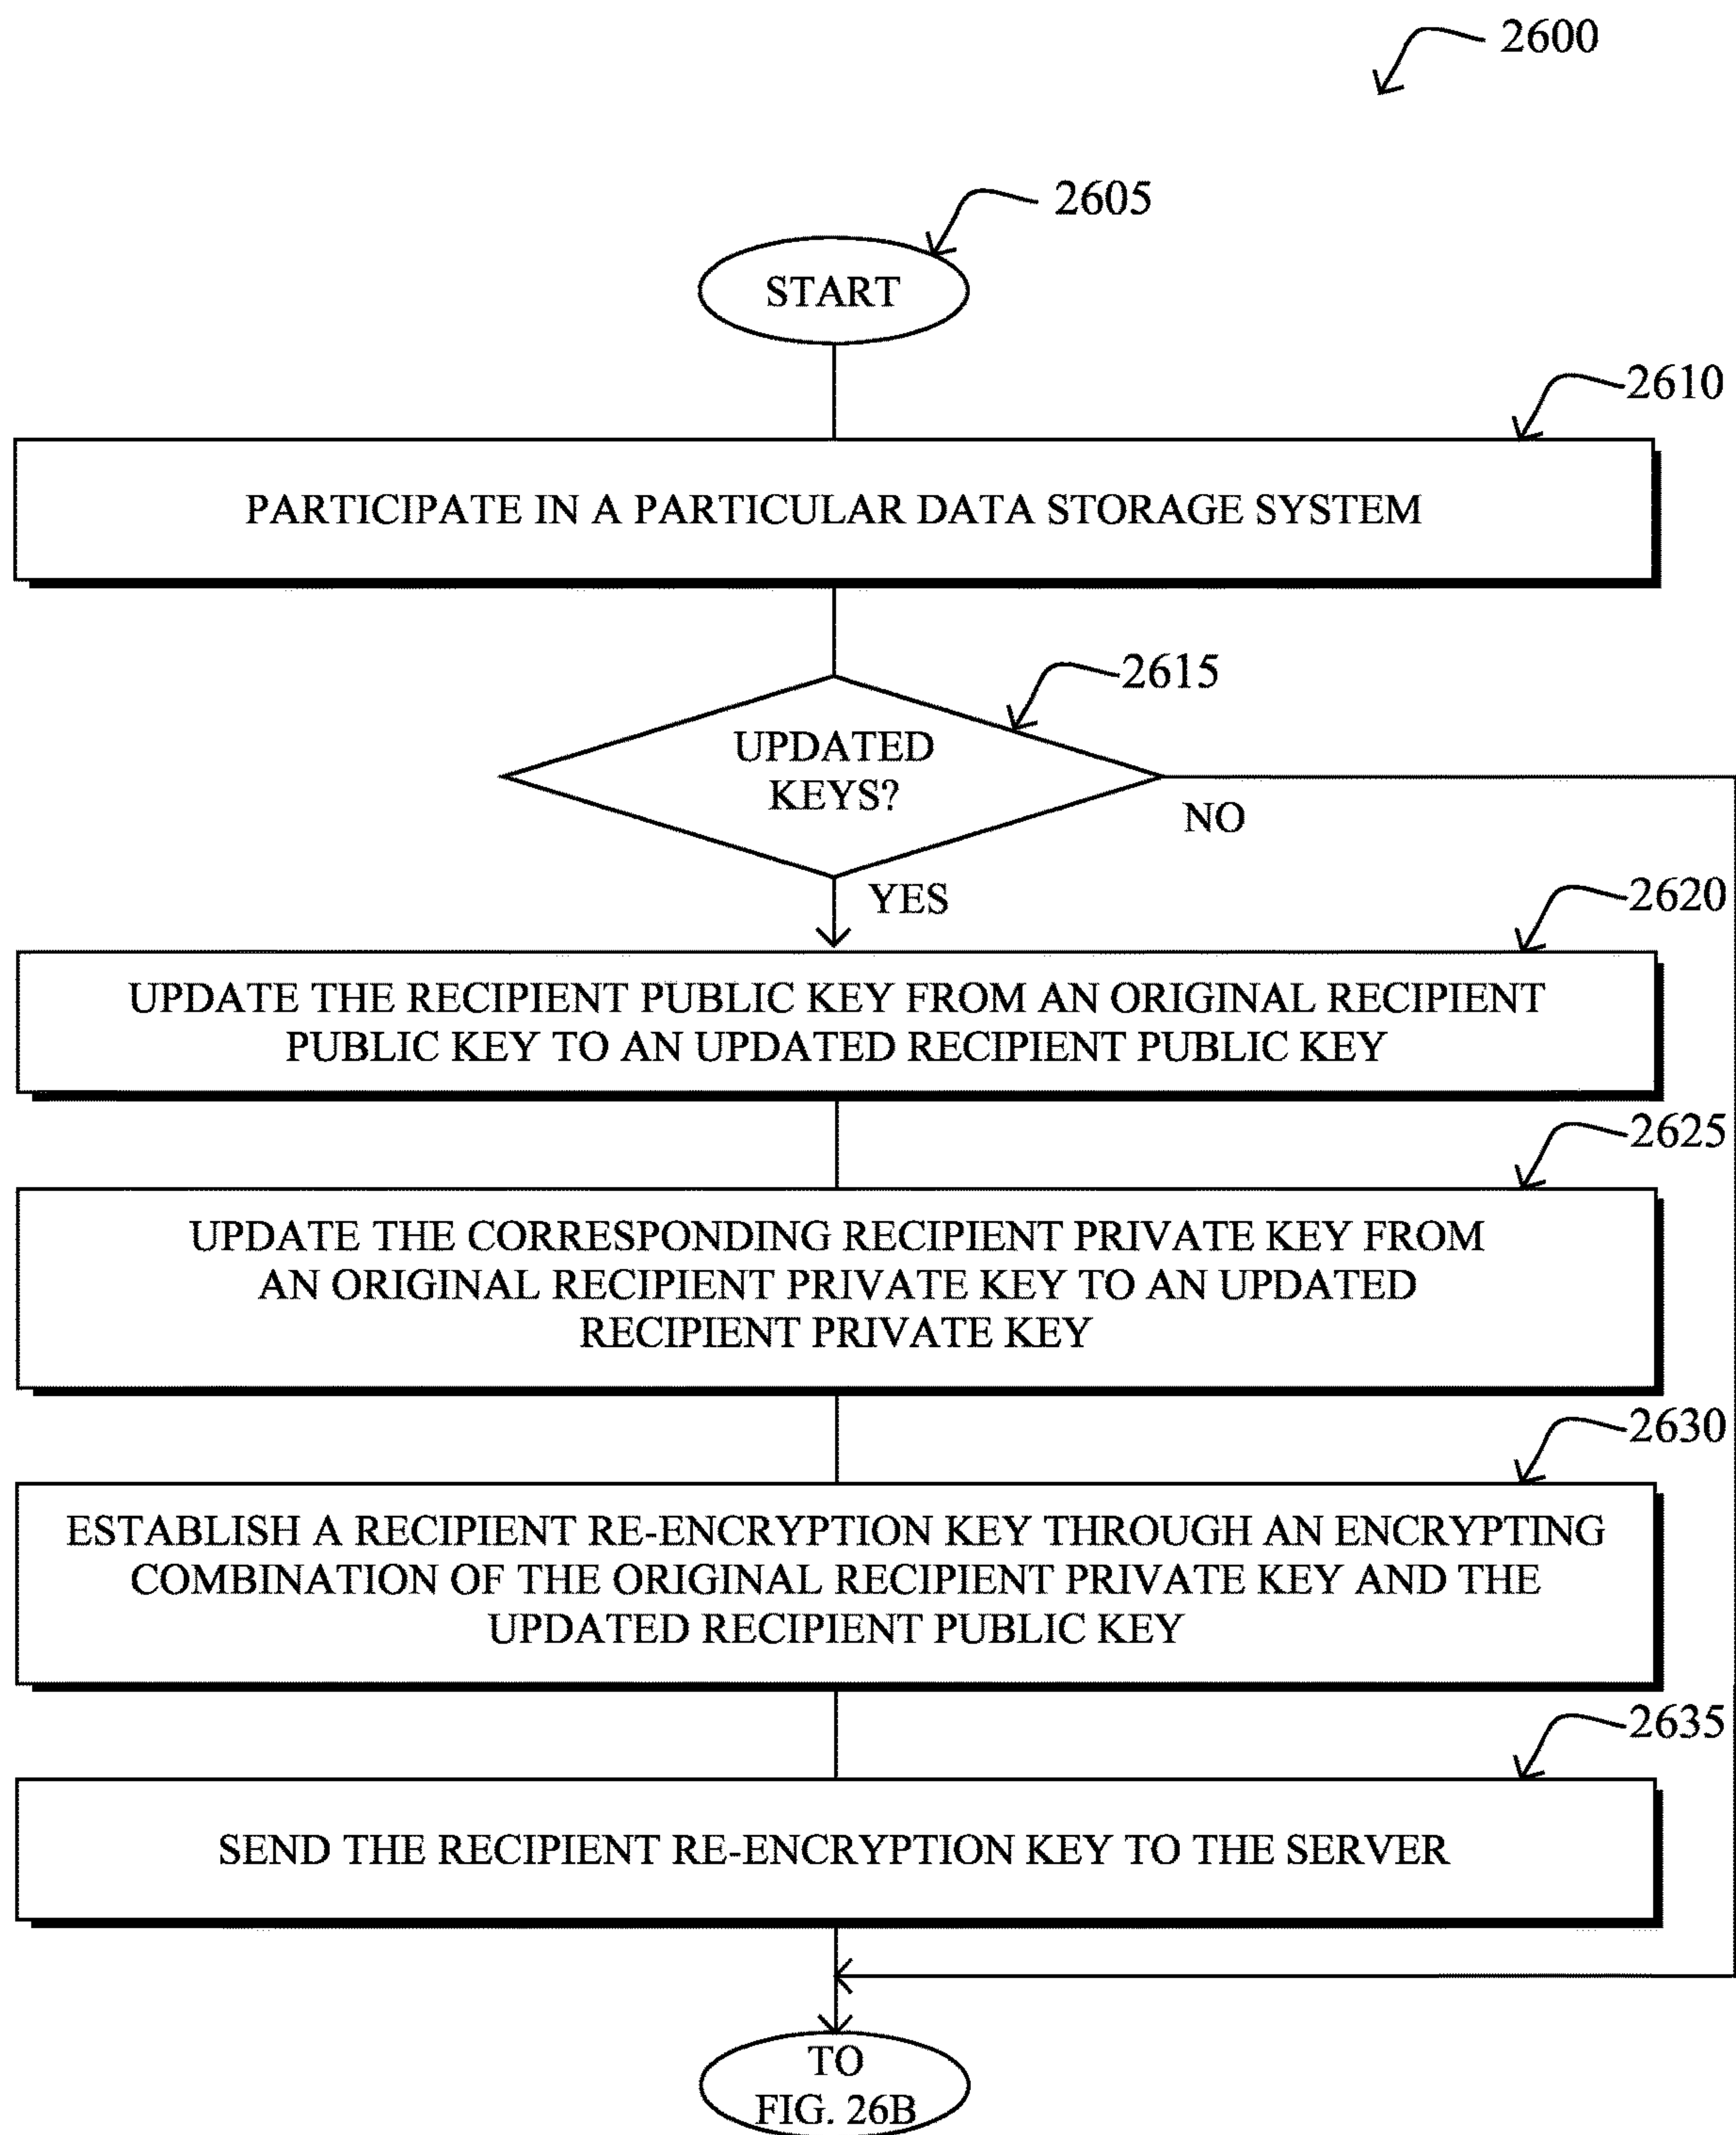 2600
2605
START
2610
PARTICIPATE IN A PARTICULAR DATA STORAGE SYSTEM
2615
UPDATED
KEYS?
NO
YES
2620
UPDATE THE RECIPIENT PUBLIC KEY FROM AN ORIGINAL RECIPIENT
PUBLIC KEY TO AN UPDATED RECIPIENT PUBLIC KEY
2625
UPDATE THE CORRESPONDING RECIPIENT PRIVATE KEY FROM
AN ORIGINAL RECIPIENT PRIVATE KEY TO AN UPDATED
RECIPIENT PRIVATE KEY
2630
ESTABLISH A RECIPIENT RE-ENCRYPTION KEY THROUGH AN ENCRYPTING
COMBINATION OF THE ORIGINAL RECIPIENT PRIVATE KEY AND THE
UPDATED RECIPIENT PUBLIC KEY
2635
SEND THE RECIPIENT RE-ENCRYPTION KEY TO THE SERVER
TO
FIG. 26B